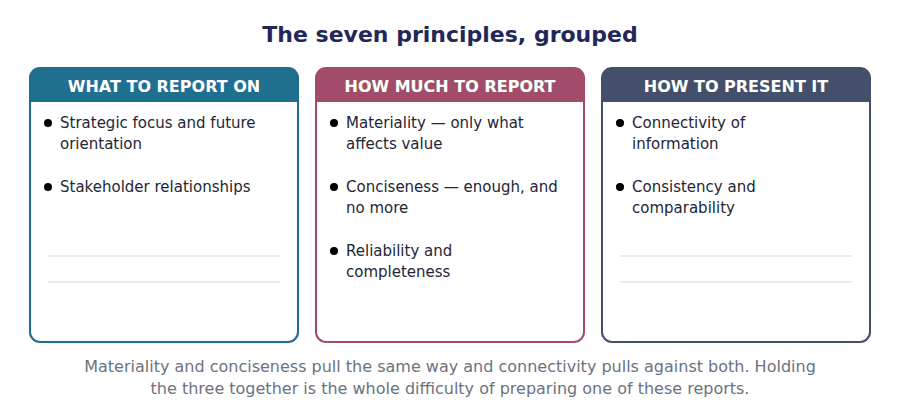 The seven principles, grouped
WHAT TO REPORT ON
Strategic focus and future
orientation
Stakeholder relationships
HOW MUCH TO REPORT
Materiality — only what
affects value
Conciseness — enough, and
no more
Reliability and
completeness
HOW TO PRESENT IT
Connectivity of
information
Consistency and
comparability
Materiality and conciseness pull the same way and connectivity pulls against both. Holding
the three together is the whole difficulty of preparing one of these reports.